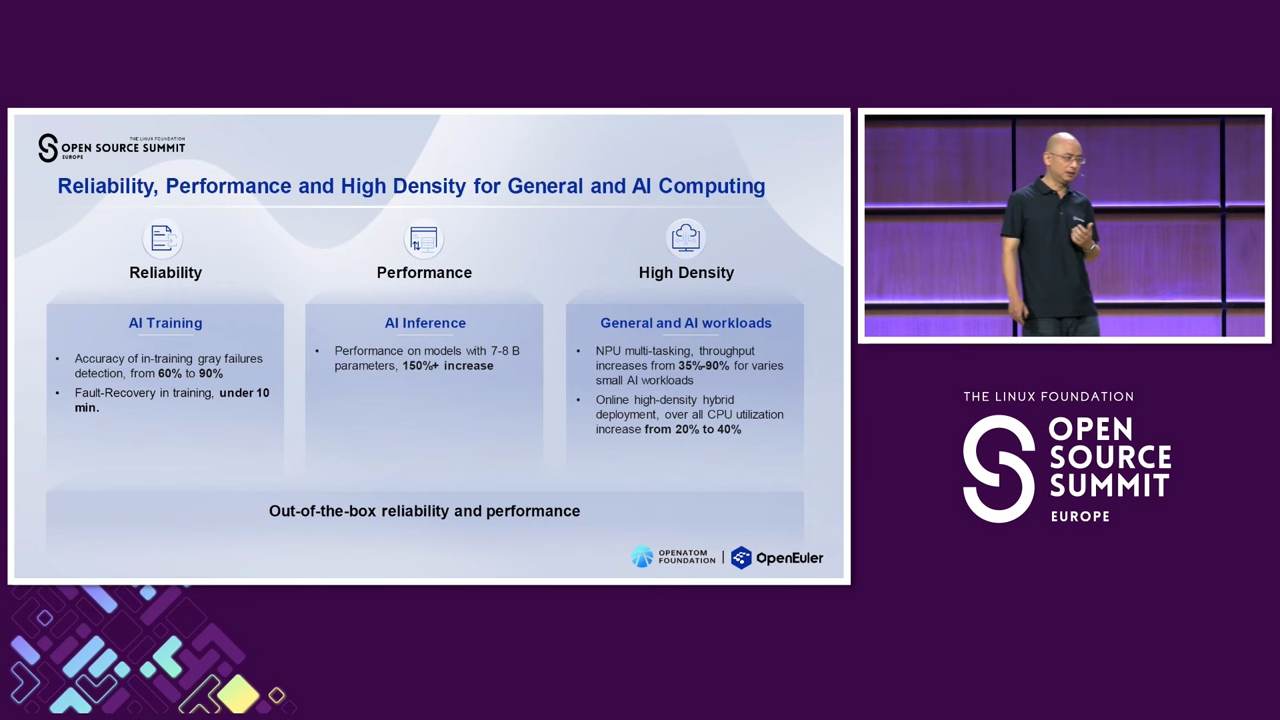 THE LINUX FOUNDATION
OPEN SOURCE SUMMIT
EUROPE
Reliability, Performance and High Density for General and AI Computing
Reliability
AI Training
• Accuracy of in-training gray failures
detection, from 60% to 90%
• Fault-Recovery in training, under 10
min.
Performance
AI Inference
• Performance on models with 7-8 B
parameters, 150%+ increase
High Density
General and AI workloads
• NPU multi-tasking, throughput
increases from 35%-90% for varies
small AI workloads
• Online high-density hybrid
deployment, over all CPU utilization
increase from 20% to 40%
Out-of-the-box reliability and performance
OPENATOM
FOUNDATION
OpenEuler
THE LINUX FOUNDATION
OPEN
SOURCE
SUMMIT
EUROPE